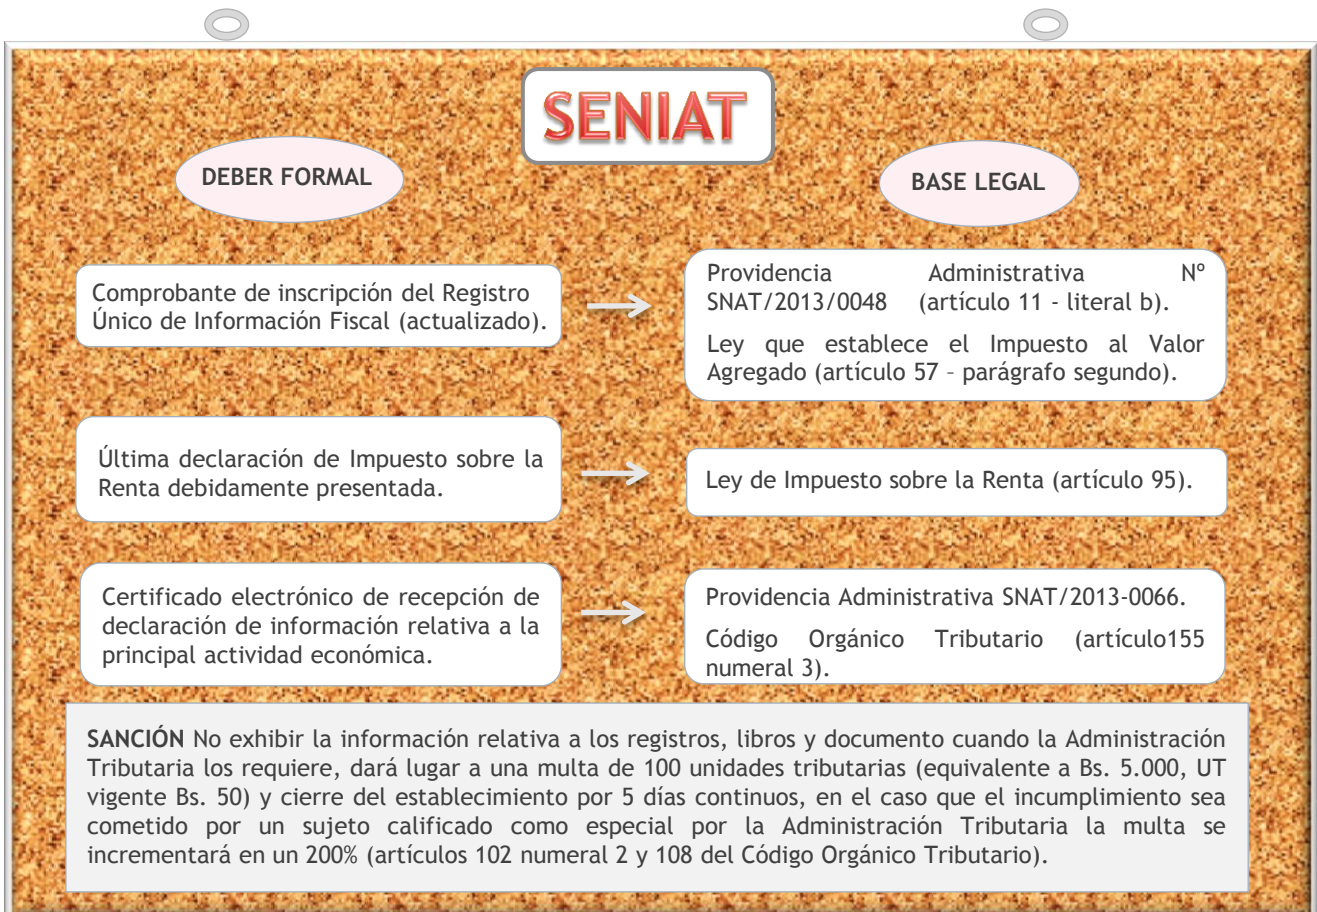 SENIAT
DEBER FORMAL
BASE LEGAL
Comprobante de inscripción del Registro
Único de Información Fiscal (actualizado).
Providencia Administrativa Nº
SNAT/2013/0048 (artículo 11 - literal b).
Ley que establece el Impuesto al Valor
Agregado (artículo 57 – parágrafo segundo).
Última declaración de Impuesto sobre la
Renta debidamente presentada.
Ley de Impuesto sobre la Renta (artículo 95).
Certificado electrónico de recepción de
declaración de información relativa a la
principal actividad económica.
Providencia Administrativa SNAT/2013-0066.
Código Orgánico Tributario (artículo155
numeral 3).
SANCIÓN No exhibir la información relativa a los registros, libros y documento cuando la Administración
Tributaria los requiere, dará lugar a una multa de 100 unidades tributarias (equivalente a Bs. 5.000, UT
vigente Bs. 50) y cierre del establecimiento por 5 días continuos, en el caso que el incumplimiento sea
cometido por un sujeto calificado como especial por la Administración Tributaria la multa se
incrementará en un 200% (artículos 102 numeral 2 y 108 del Código Orgánico Tributario).